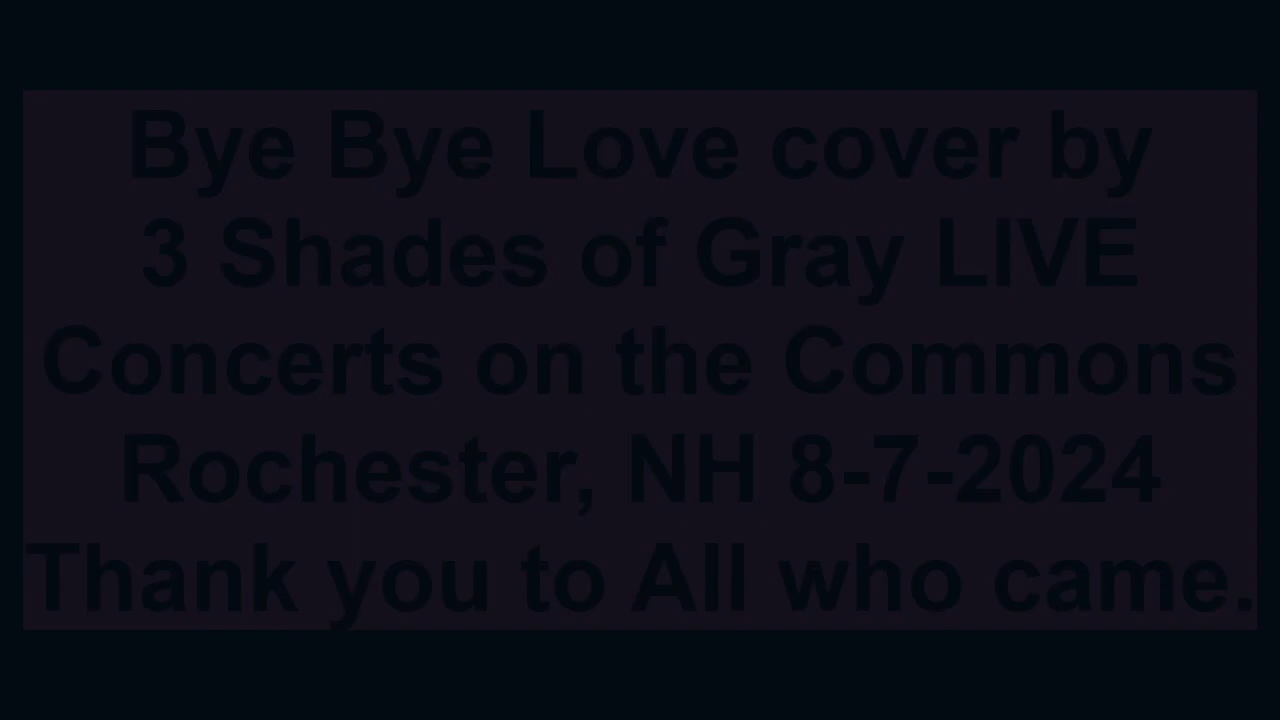 Bye Bye Love cover by
3 Shades of Gray LIVE
Concerts on the Commons
Rochester, NH 8-7-2024
Thank you to All who came.